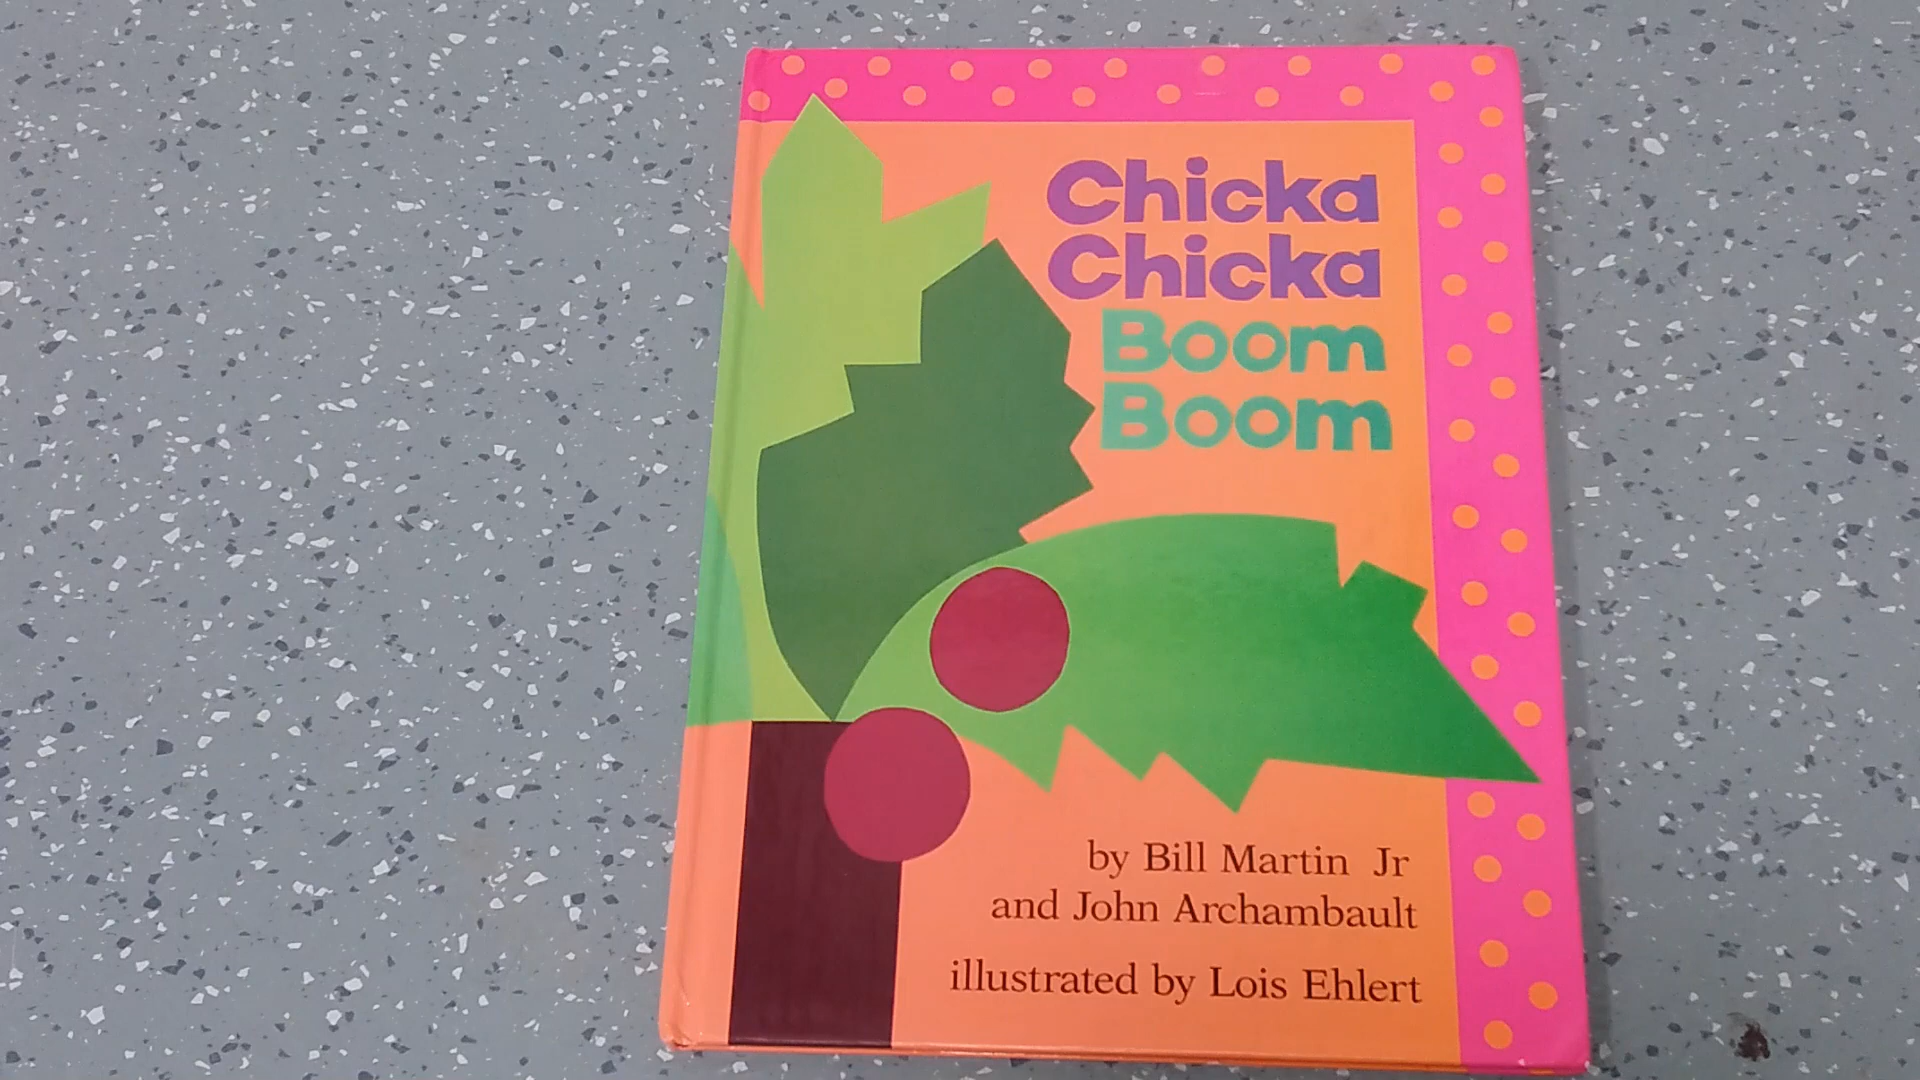 Chicka
Chicka
Boom
Boom
by Bill Martin Jr
and John Archambault
illustrated by Lois Ehlert